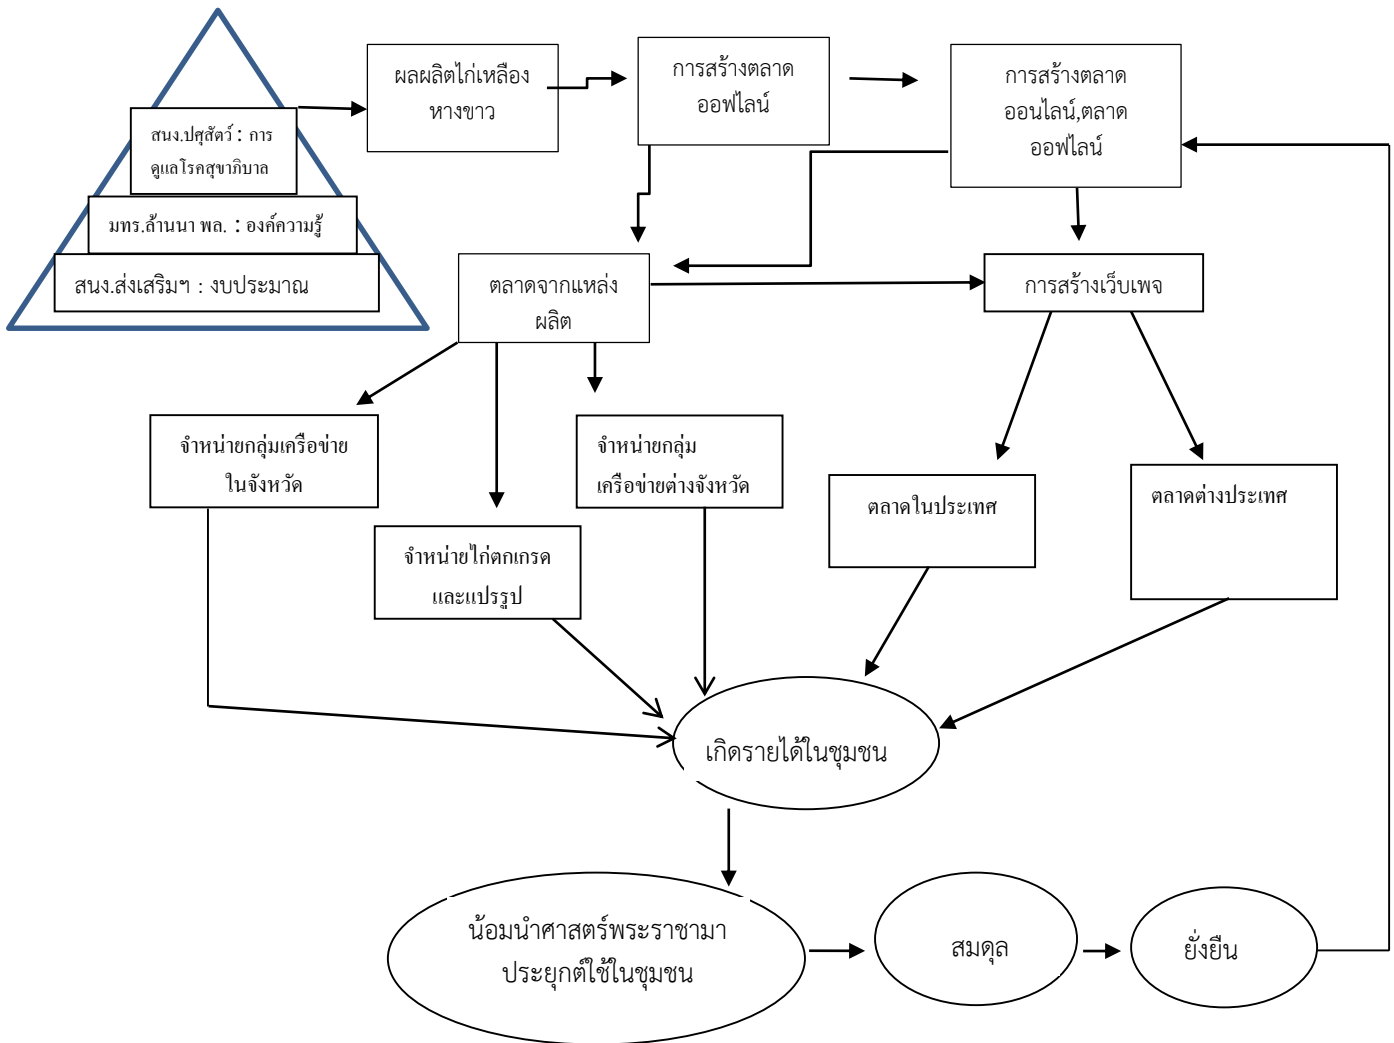 สนง.ปศุสัตว์ : การ
ดูแลโรคสุขาภิบาล
มทร.ล้านนา พล. : องค์ความรู้
สนง.ส่งเสริมฯ : งบประมาณ
ผลผลิตไก่เหลือง
หางขาว
การสร้างตลาด
ออฟไลน์
การสร้างตลาด
ออนไลน์,ตลาด
ออฟไลน์
ตลาดจากแหล่ง
ผลิต
การสร้างเว็บเพจ
จำหน่ายกลุ่มเครือข่าย
ในจังหวัด
จำหน่ายไก่ตกเกรด
และแปรรูป
จำหน่ายกลุ่ม
เครือข่ายต่างจังหวัด
ตลาดในประเทศ
ตลาดต่างประเทศ
เกิดรายได้ในชุมชน
น้อมนำศาสตร์พระราชามา
ประยุกต์ใช้ในชุมชน
สมดุล
ยั่งยืน